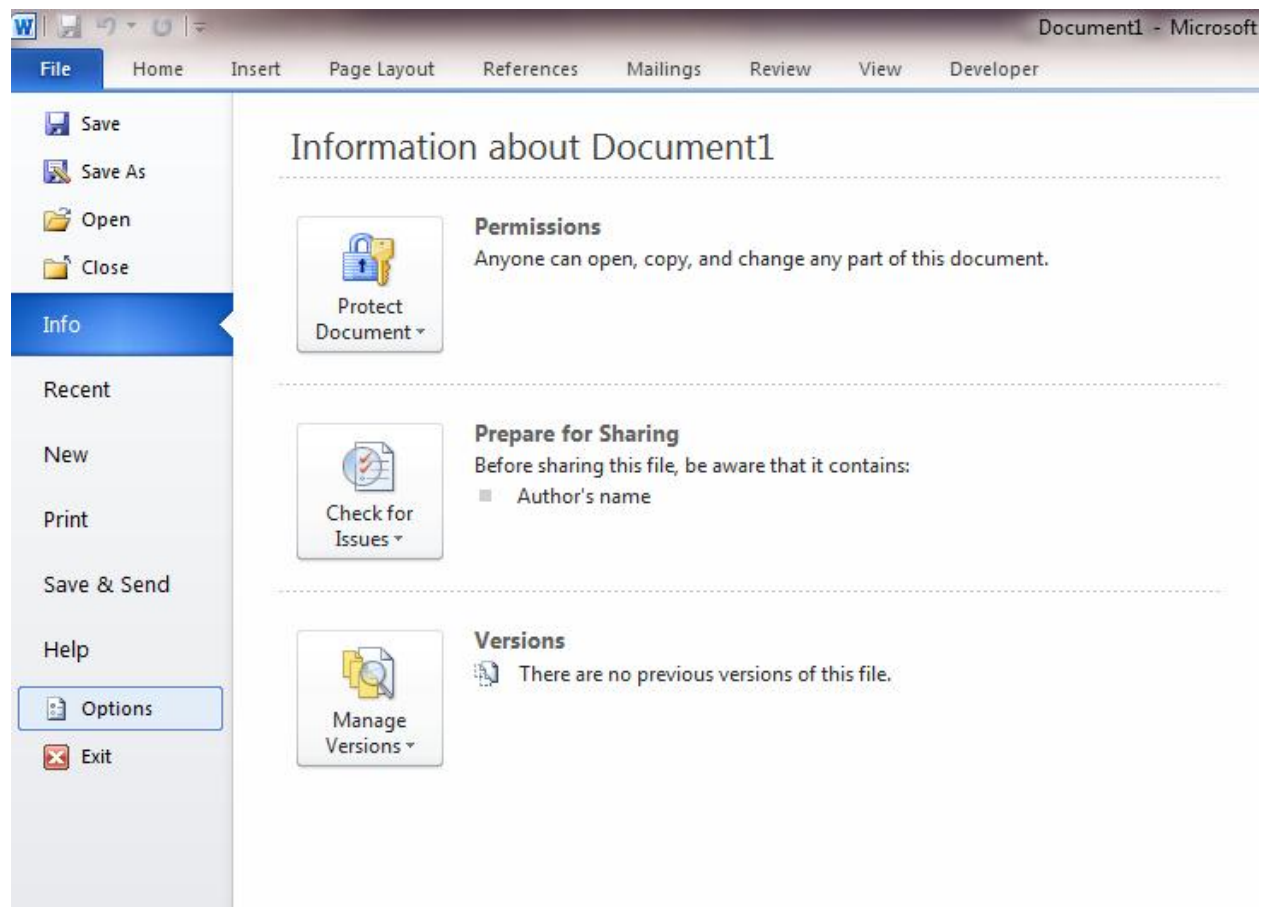 W
Document1 - Microsoft
File Home Insert Page Layout References Mailings Review View Developer
Save
Save As
Open
Close
Info
Recent
New
Print
Save & Send
Help
Options
Exit
Information about Document1
Protect
Document
Permissions
Anyone can open, copy, and change any part of this document.
Check for
Issues
Prepare for Sharing
Before sharing this file, be aware that it contains:
Author's name
Manage
Versions
Versions
There are no previous versions of this file.